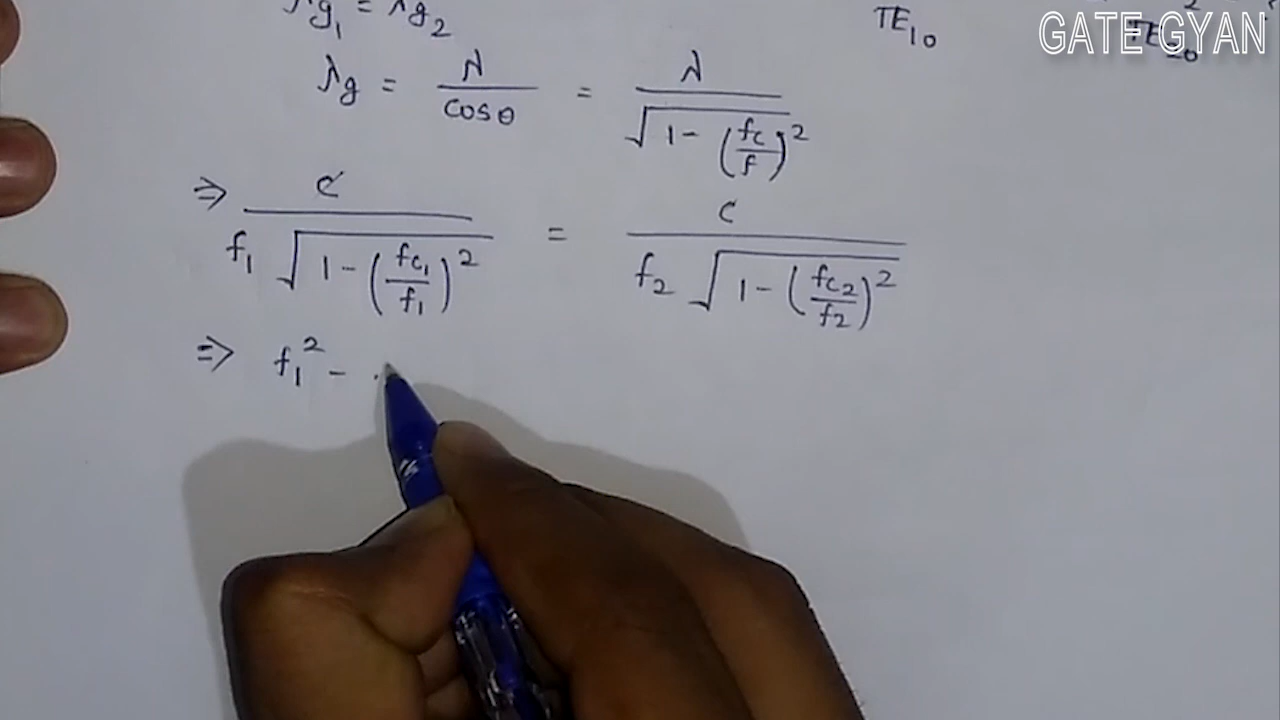 λg₁ = λg₂
TE₁₀
GATE GYAN
λg = λ / cosθ = λ / √(1 - (fc/f)²)
⇒ c / (f₁ √(1 - (fc₁/f₁)²)) = c / (f₂ √(1 - (fc₂/f₂)²))
⇒ f₁² -